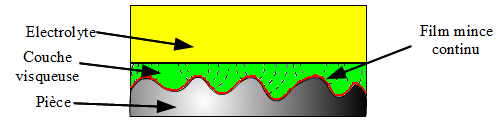 Electrolyte
Couche
visqueuse
Pièce
Film mince
continu